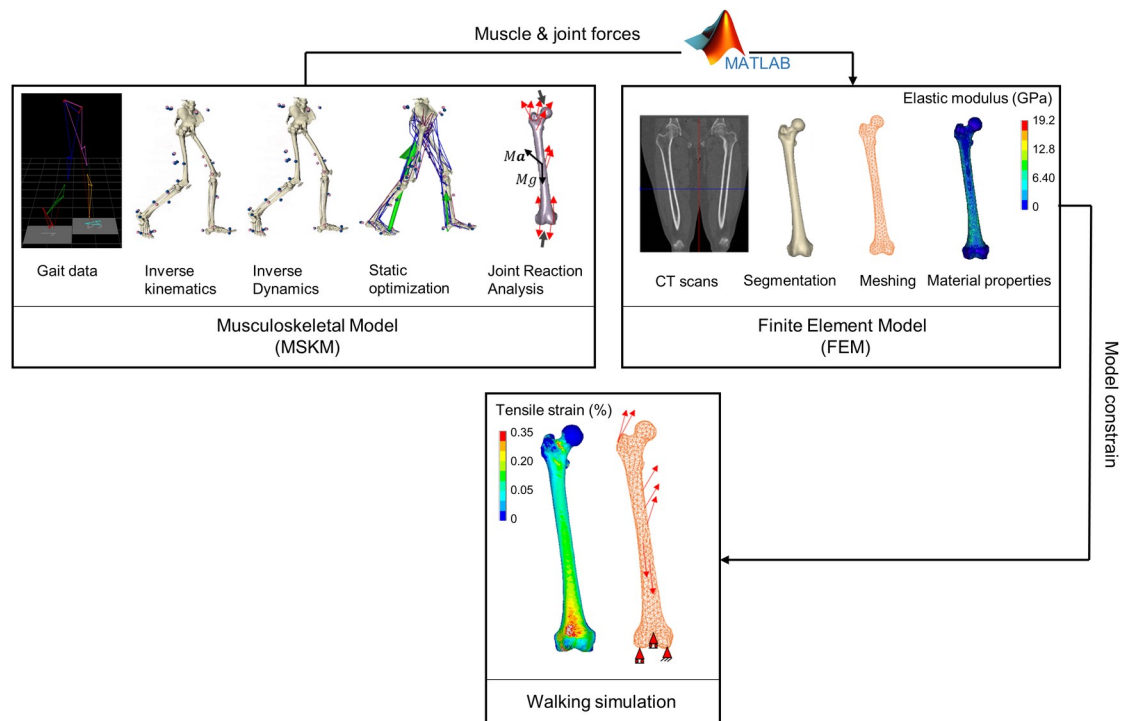 Muscle & joint forces
MATLAB
Ma
Mg
Gait data
Inverse
kinematics
Inverse
Dynamics
Static
optimization
Joint Reaction
Analysis
Musculoskeletal Model
(MSKM)
Elastic modulus (GPa)
19.2
12.8
6.40
0
CT scans
Segmentation
Meshing
Material properties
Finite Element Model
(FEM)
Model constrain
Tensile strain (%)
0.35
0.20
0.05
0
Walking simulation